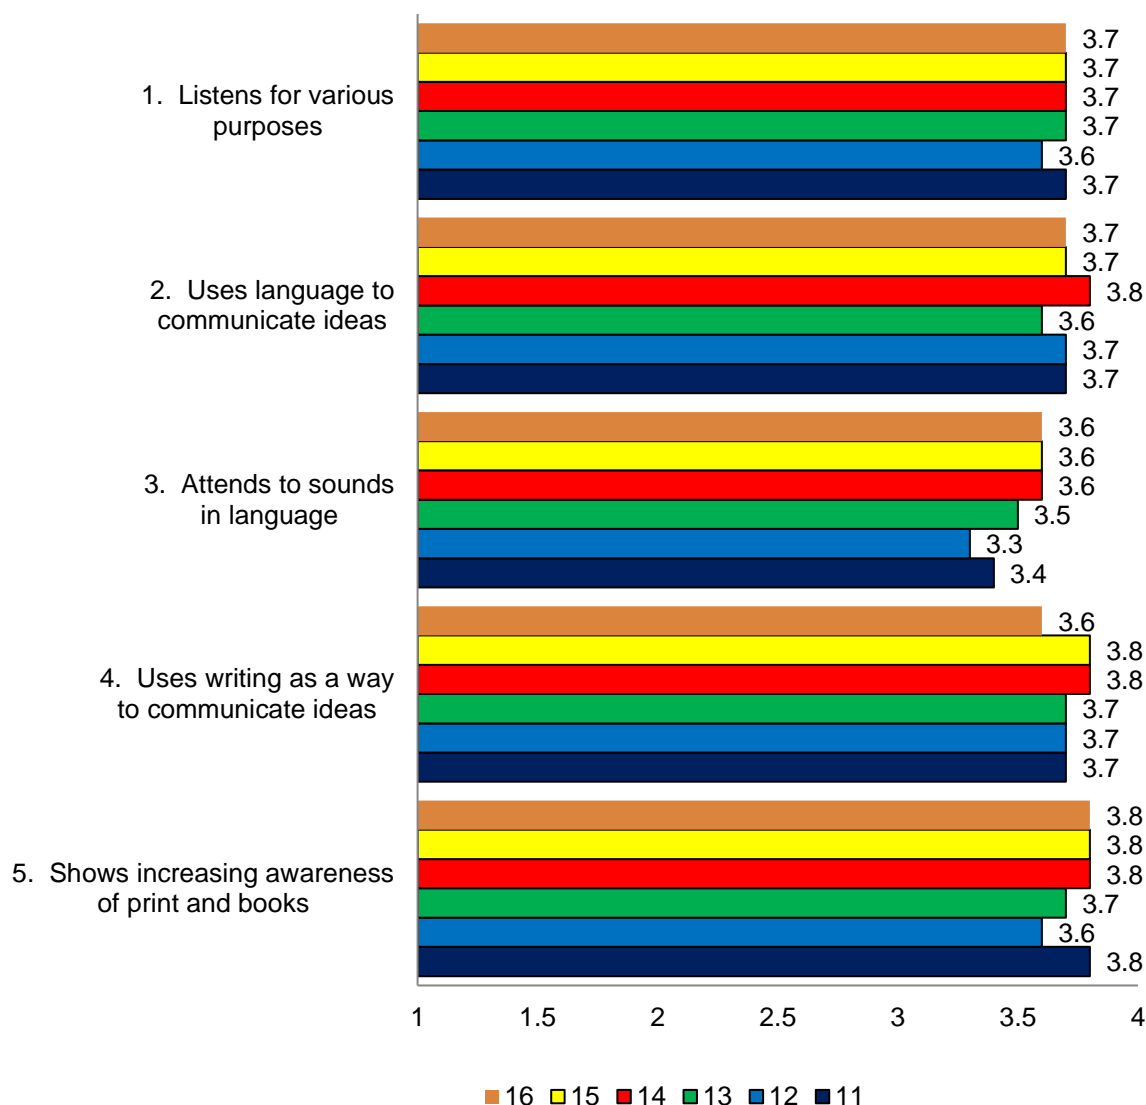 3.7
3.7
1. Listens for various
purposes
3.7
3.7
3.6
3.7
3.7
3.7
2. Uses language to
communicate ideas
3.8
3.6
3.7
3.7
3.6
3.6
3. Attends to sounds
in language
3.6
3.5
3.3
3.4
3.6
3.8
4. Uses writing as a way
to communicate ideas
3.8
3.7
3.7
3.7
3.8
3.8
5. Shows increasing awareness
of print and books
3.8
3.7
3.6
3.8
1 1.5 2 2.5 3 3.5 4
16 15 14 13 12 11